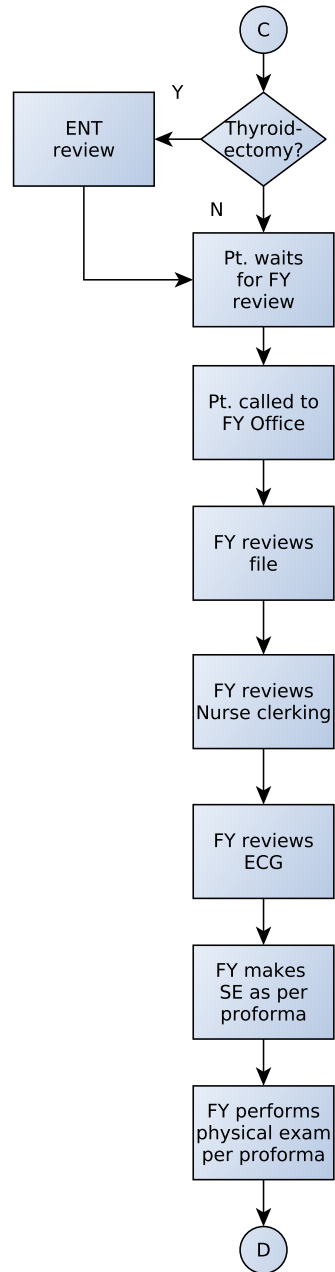 C
Y
Thyroid-
ectomy?
ENT
review
N
Pt. waits
for FY
review
Pt. called to
FY Office
FY reviews
file
FY reviews
Nurse clerking
FY reviews
ECG
FY makes
SE as per
proforma
FY performs
physical exam
per proforma
D